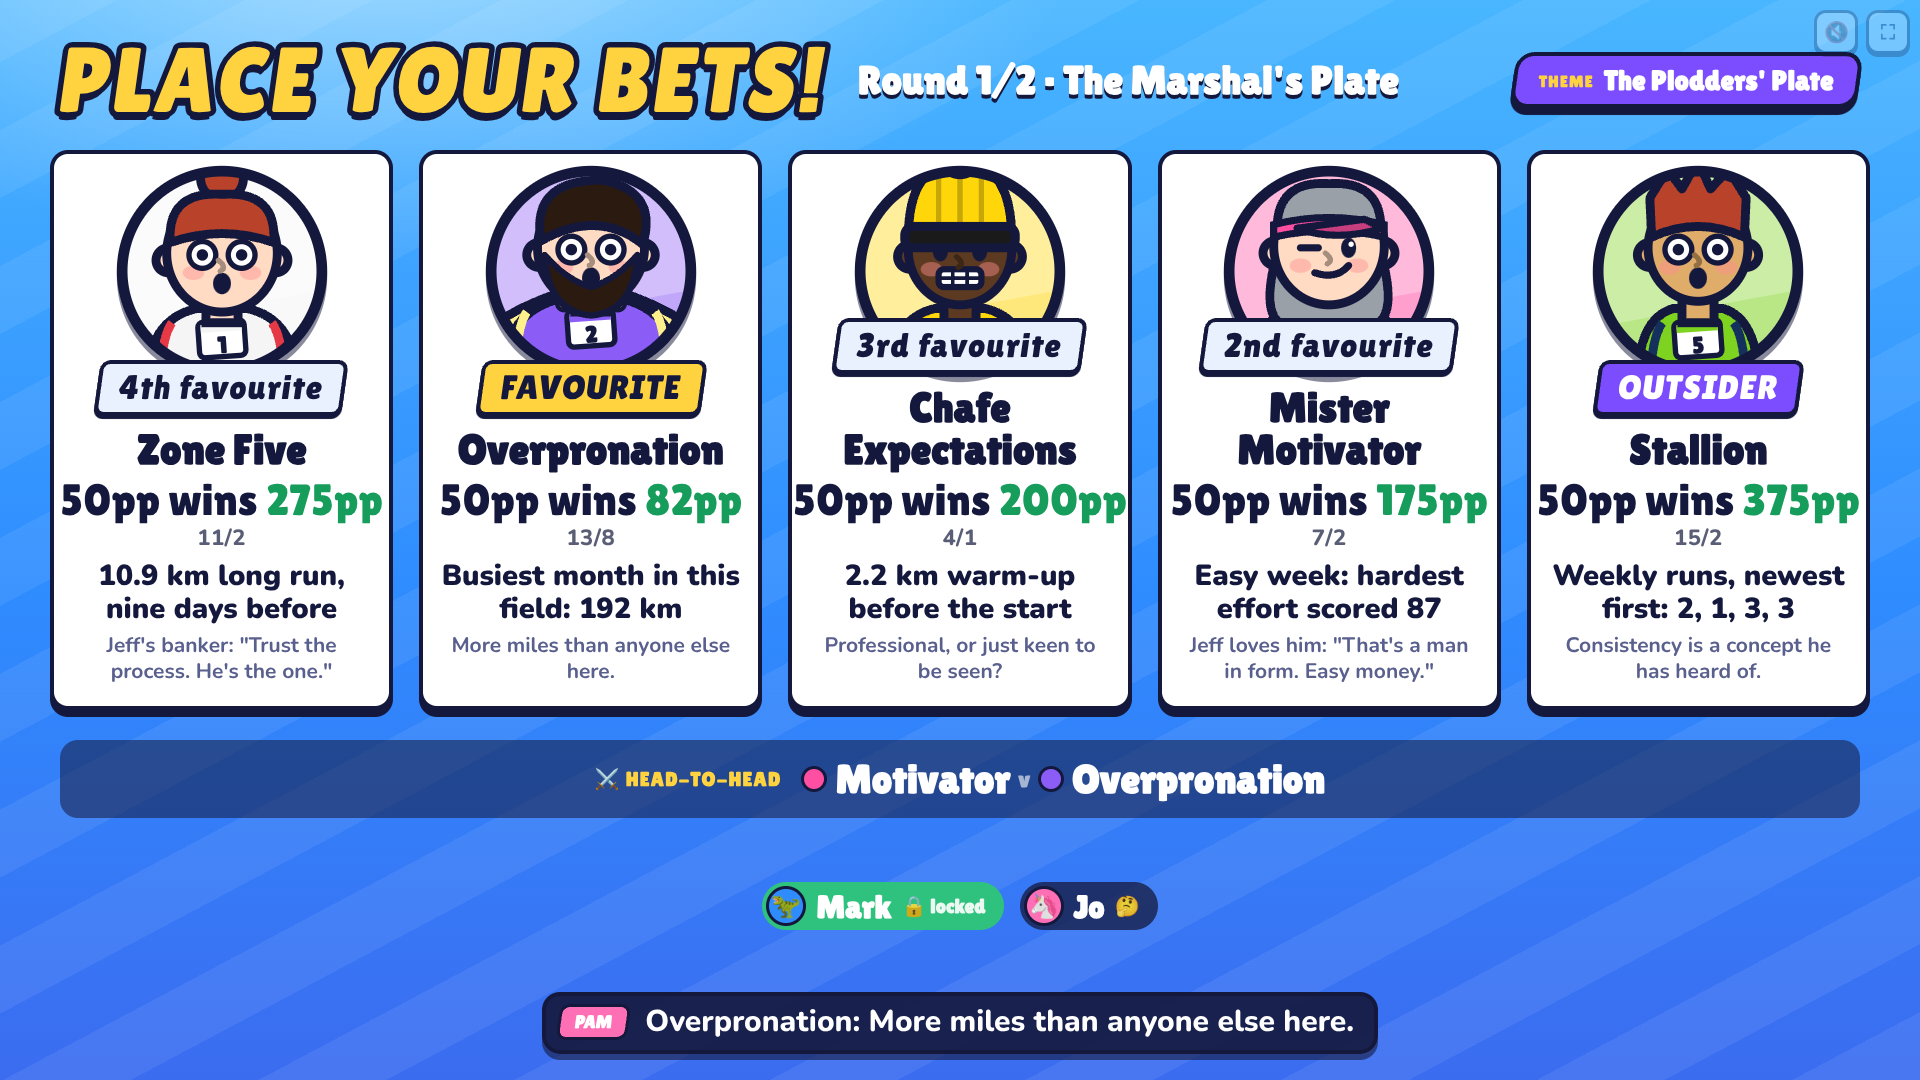 PLACE YOUR BETS!
Round 1/2 · The Marshal's Plate
THEME The Plodders' Plate
1
4th favourite
Zone Five
50pp wins 275pp
11/2
10.9 km long run,
nine days before
Jeff's banker: "Trust the
process. He's the one."
2
FAVOURITE
Overpronation
50pp wins 82pp
13/8
Busiest month in this
field: 192 km
More miles than anyone else
here.
3rd favourite
Chafe
Expectations
50pp wins 200pp
4/1
2.2 km warm-up
before the start
Professional, or just keen to
be seen?
2nd favourite
Mister
Motivator
50pp wins 175pp
7/2
Easy week: hardest
effort scored 87
Jeff loves him: "That's a man
in form. Easy money."
5
OUTSIDER
Stallion
50pp wins 375pp
15/2
Weekly runs, newest
first: 2, 1, 3, 3
Consistency is a concept he
has heard of.
HEAD-TO-HEAD Motivator v Overpronation
Mark locked
Jo
PAM Overpronation: More miles than anyone else here.